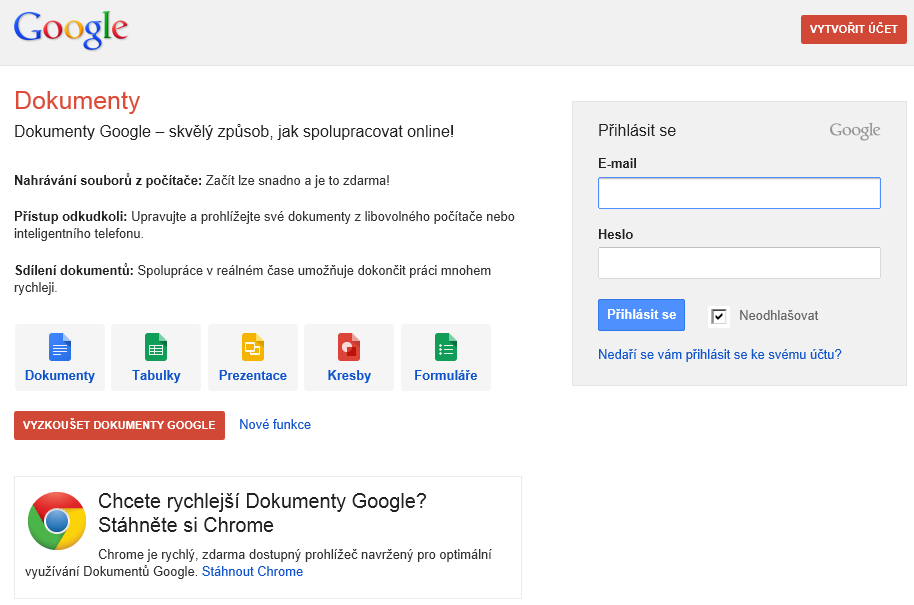 Google
VYTVOŘIT ÚČET
Dokumenty
Dokumenty Google – skvělý způsob, jak spolupracovat online!
Nahrávání souborů z počítače: Začít lze snadno a je to zdarma!
Přístup odkudkoli: Upravujte a prohlížejte své dokumenty z libovolného počítače nebo
inteligentního telefonu.
Sdílení dokumentů: Spolupráce v reálném čase umožňuje dokončit práci mnohem
rychleji.
Dokumenty
Tabulky
Prezentace
Kresby
Formuláře
VYZKOUŠET DOKUMENTY GOOGLE
Nové funkce
Chcete rychlejší Dokumenty Google?
Stáhněte si Chrome
Chrome je rychlý, zdarma dostupný prohlížeč navržený pro optimální
využívání Dokumentů Google. Stáhnout Chrome
Přihlásit se
Google
E-mail
Heslo
Přihlásit se
Neodhlašovat
Nedaří se vám přihlásit se ke svému účtu?